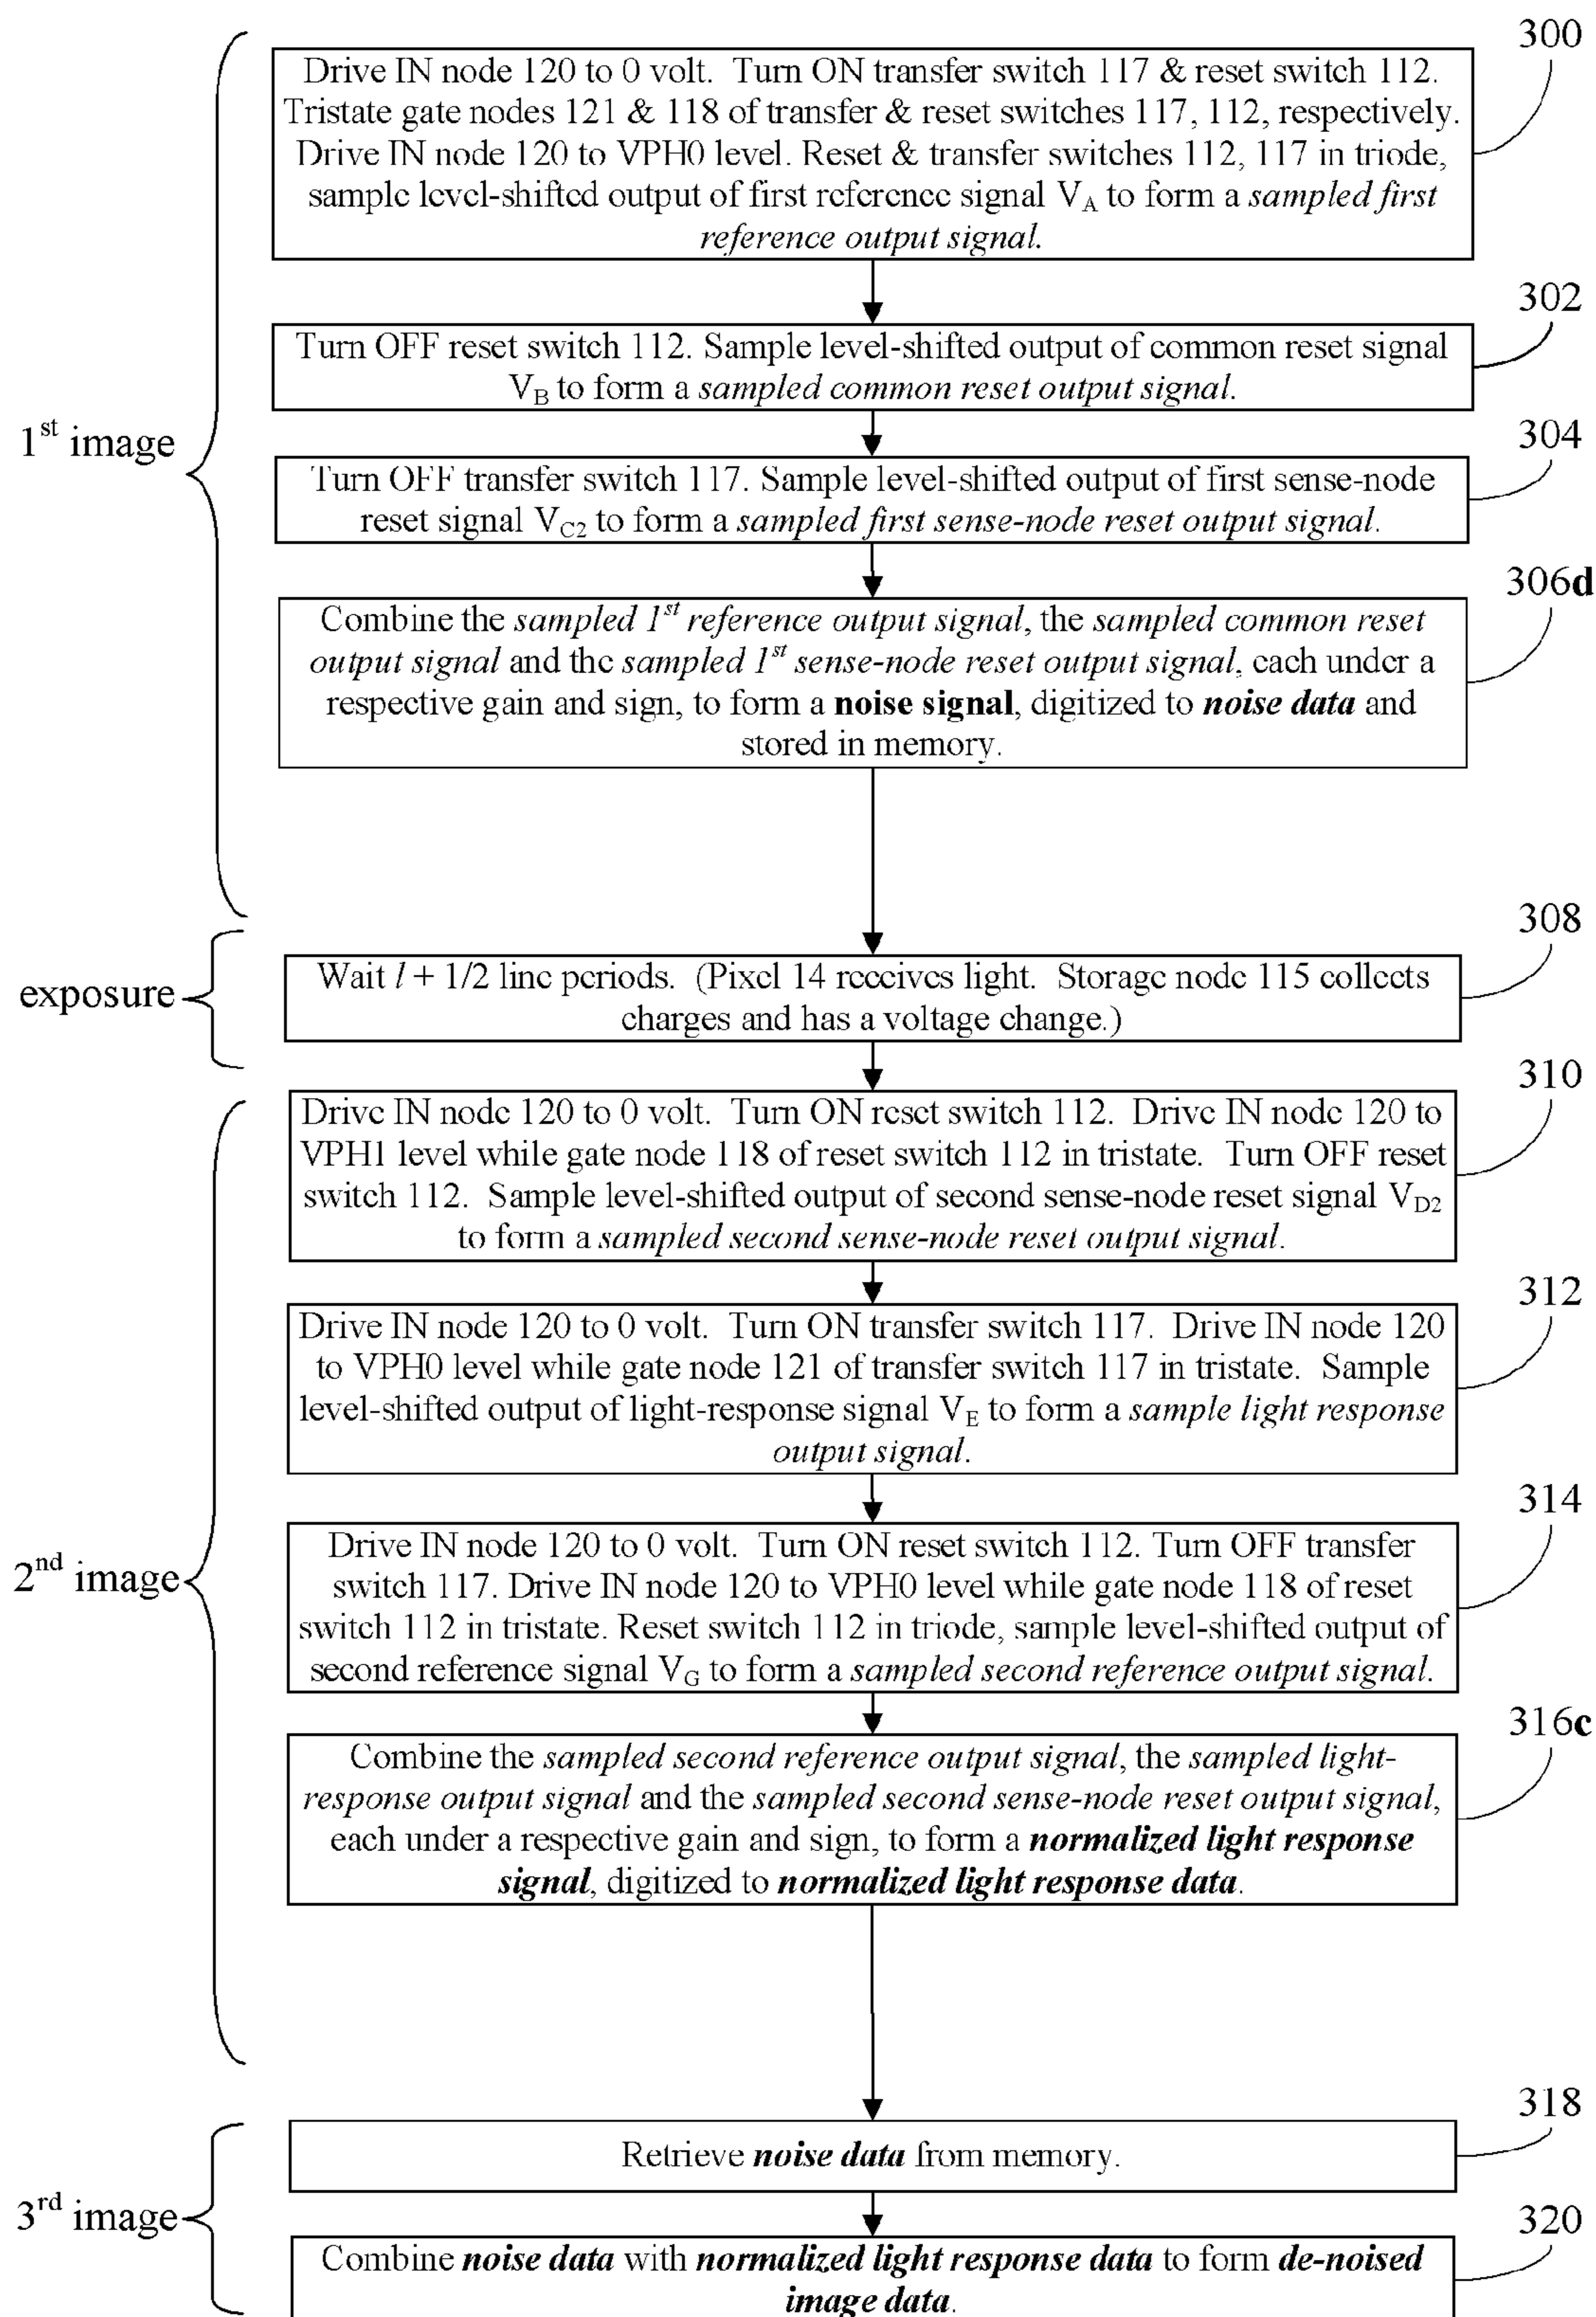 300
Drive IN node 120 to 0 volt. Turn ON transfer switch 117 & reset switch 112.
Tristate gate nodes 121 & 118 of transfer & reset switches 117, 112, respectively.
Drive IN node 120 to VPH0 level. Reset & transfer switches 112, 117 in triode,
sample level-shifted output of first reference signal V_A to form a sampled first
reference output signal.
302
Turn OFF reset switch 112. Sample level-shifted output of common reset signal
V_B to form a sampled common reset output signal.
1st image
304
Turn OFF transfer switch 117. Sample level-shifted output of first sense-node
reset signal V_C2 to form a sampled first sense-node reset output signal.
306d
Combine the sampled 1st reference output signal, the sampled common reset
output signal and the sampled 1st sense-node reset output signal, each under a
respective gain and sign, to form a noise signal, digitized to noise data and
stored in memory.
308
exposure
Wait l + 1/2 line periods. (Pixel 14 receives light. Storage node 115 collects
charges and has a voltage change.)
310
Drive IN node 120 to 0 volt. Turn ON reset switch 112. Drive IN node 120 to
VPH1 level while gate node 118 of reset switch 112 in tristate. Turn OFF reset
switch 112. Sample level-shifted output of second sense-node reset signal V_D2
to form a sampled second sense-node reset output signal.
312
Drive IN node 120 to 0 volt. Turn ON transfer switch 117. Drive IN node 120
to VPH0 level while gate node 121 of transfer switch 117 in tristate. Sample
level-shifted output of light-response signal V_E to form a sample light response
output signal.
314
2nd image
Drive IN node 120 to 0 volt. Turn ON reset switch 112. Turn OFF transfer
switch 117. Drive IN node 120 to VPH0 level while gate node 118 of reset
switch 112 in tristate. Reset switch 112 in triode, sample level-shifted output of
second reference signal V_G to form a sampled second reference output signal.
316c
Combine the sampled second reference output signal, the sampled light-
response output signal and the sampled second sense-node reset output signal,
each under a respective gain and sign, to form a normalized light response
signal, digitized to normalized light response data.
318
Retrieve noise data from memory.
3rd image
320
Combine noise data with normalized light response data to form de-noised
image data.